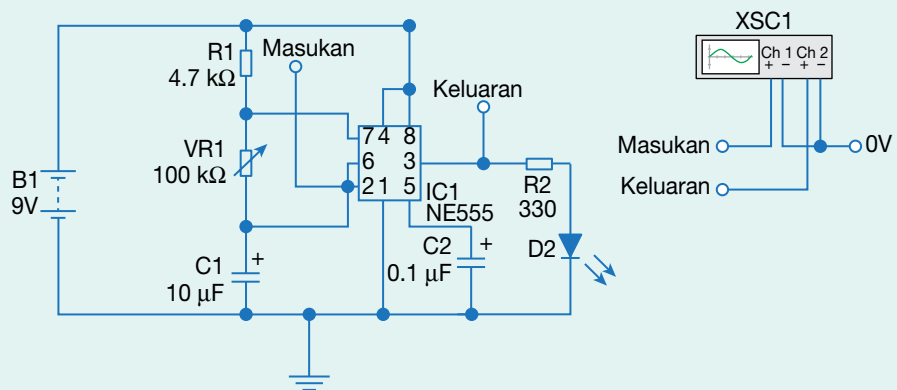 XSC1
Ch 1 Ch 2
+ − + −
R1
4.7 kΩ
Masukan
Keluaran
7 4 8
6 3
2 1 5
VR1
100 kΩ
B1
9V
IC1
NE555
R2
330
C1
+
10 μF
C2
+
0.1 μF
D2
Masukan
Keluaran
0V